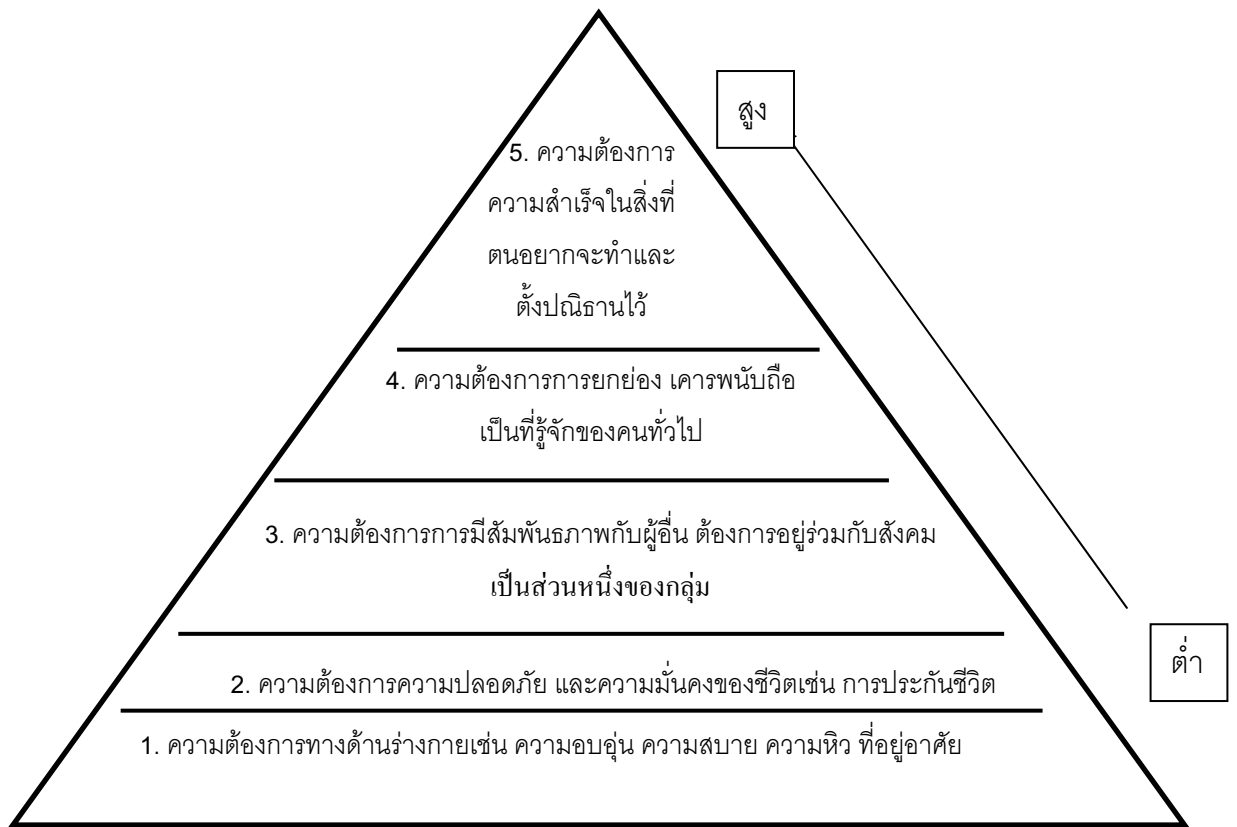 สูง
5. ความต้องการ
ความสำเร็จในสิ่งที่
ตนอยากจะทำและ
ตั้งปณิธานไว้
4. ความต้องการการยกย่อง เคารพนับถือ
เป็นที่รู้จักของคนทั่วไป
3. ความต้องการการมีสัมพันธภาพกับผู้อื่น ต้องการอยู่ร่วมกับสังคม
เป็นส่วนหนึ่งของกลุ่ม
ต่ำ
2. ความต้องการความปลอดภัย และความมั่นคงของชีวิตเช่น การประกันชีวิต
1. ความต้องการทางด้านร่างกายเช่น ความอบอุ่น ความสบาย ความหิว ที่อยู่อาศัย